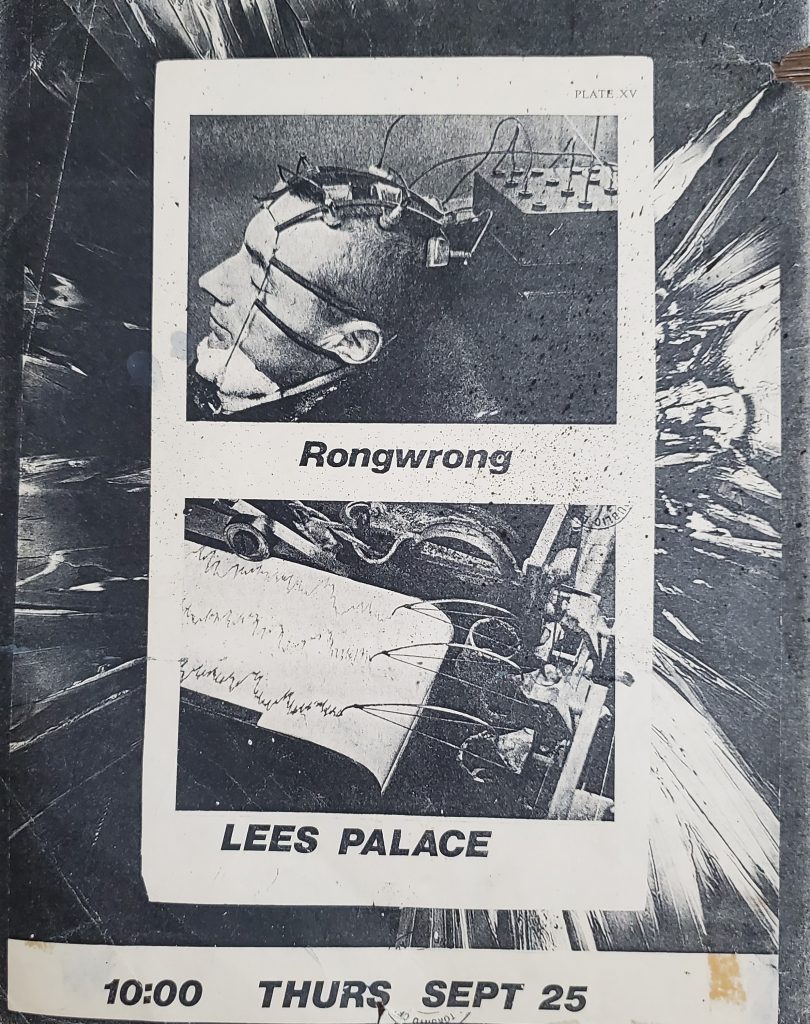 PLATE XV
Rongwrong
LEES PALACE
10:00 THURS SEPT 25